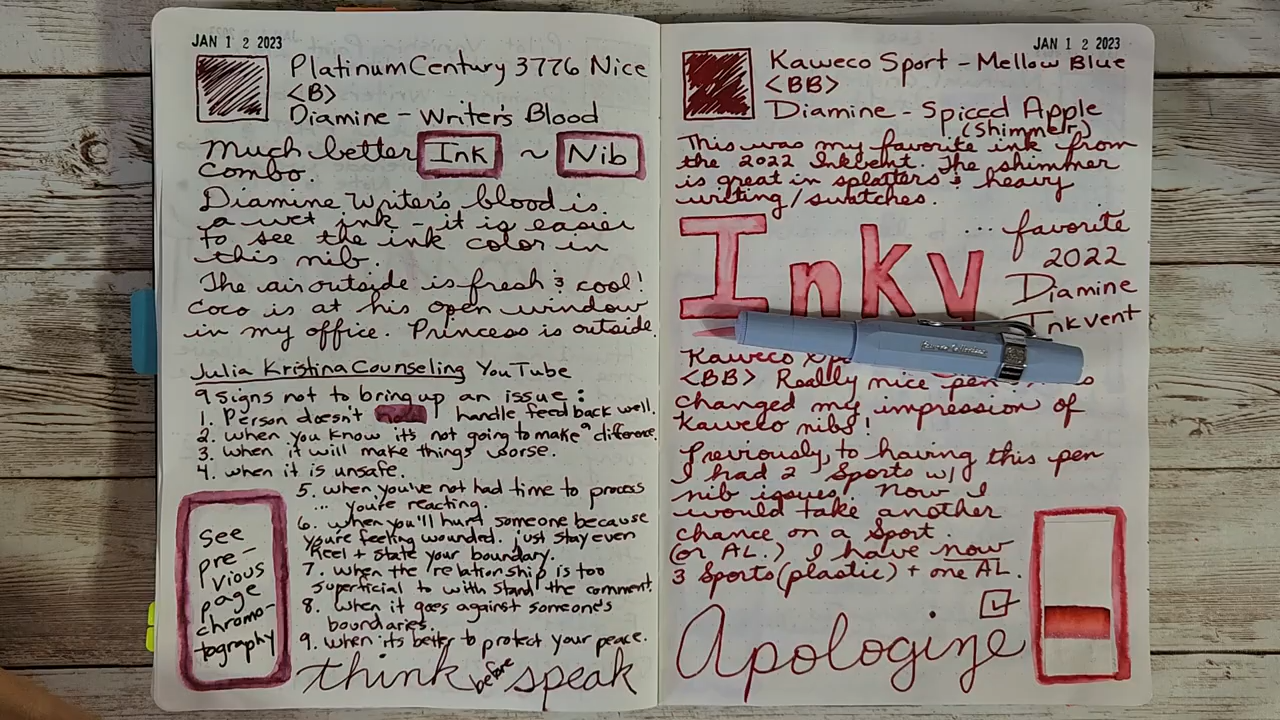 JAN 1 2 2023
Platinum Century 3776 Nice
<B>
Diamine - Writer's Blood
Much better Ink ~ Nib
combo.
Diamine Writer's blood is
a wet ink - it is easier
to see the ink color in
this nib.
The air outside is fresh & cool!
Coco is at his open window
in my office. Princess is outside.
Julia Kristina Counseling YouTube
9 signs not to bring up an issue:
1. Person doesn't handle feedback well.
2. when you know it's not going to make a difference.
3. when it will make things worse.
4. when it is unsafe.
5. when you've not had time to process
... you're reacting.
6. when you'll hurt someone because
you're feeling wounded. just stay even
keel + state your boundary.
7. when the relationship is too
superficial to with stand the comment.
8. when it goes against someone's
boundaries.
9. when its better to protect your peace.
see
pre-
vious
page
chroma-
tography
think before speak
JAN 1 2 2023
Kaweco Sport - Mellow Blue
<BB>
Diamine - Spiced Apple
(Shimmer)
This was my favorite ink from
the 2022 Inkvent. The shimmer
is great in splatters & heavy
writing/swatches.
Inky
... favorite
2022
Diamine
Inkvent
Kaweco
<BB> Really nice pen
changed my impression of
Kaweco nibs!
Previously, to having this pen
I had 2 Sports w/
nib issues. Now I
would take another
chance on a Sport.
(or AL.) I have now
3 Sports (plastic) + one AL.
Apologize